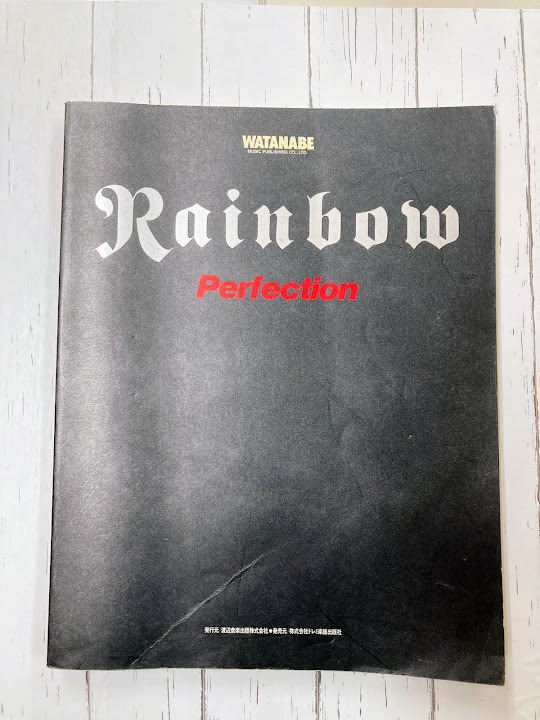 WATANABE
MUSIC PUBLISHING CO., LTD.
Rainbow
Perfection
発行元/渡辺音楽出版株式会社●発売元/株式会社ドレミ楽譜出版社